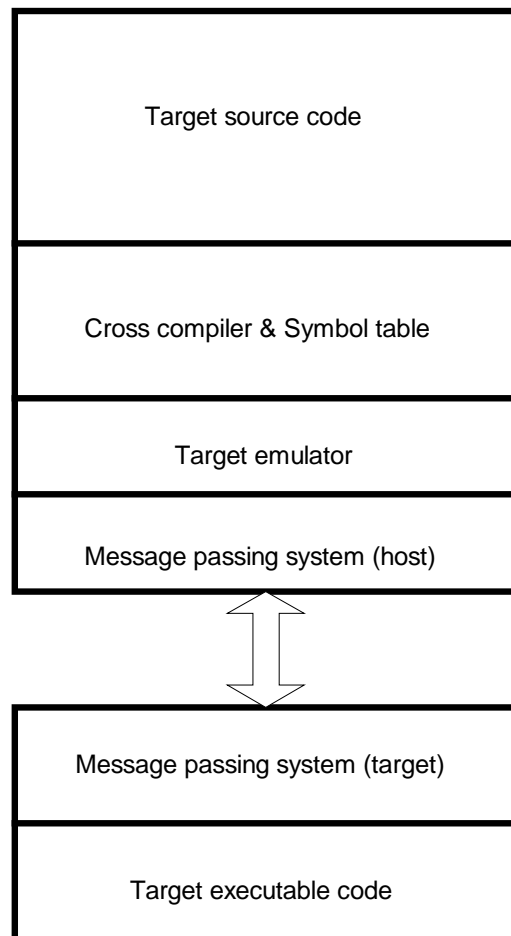 Target source code
Cross compiler & Symbol table
Target emulator
Message passing system (host)
Message passing system (target)
Target executable code